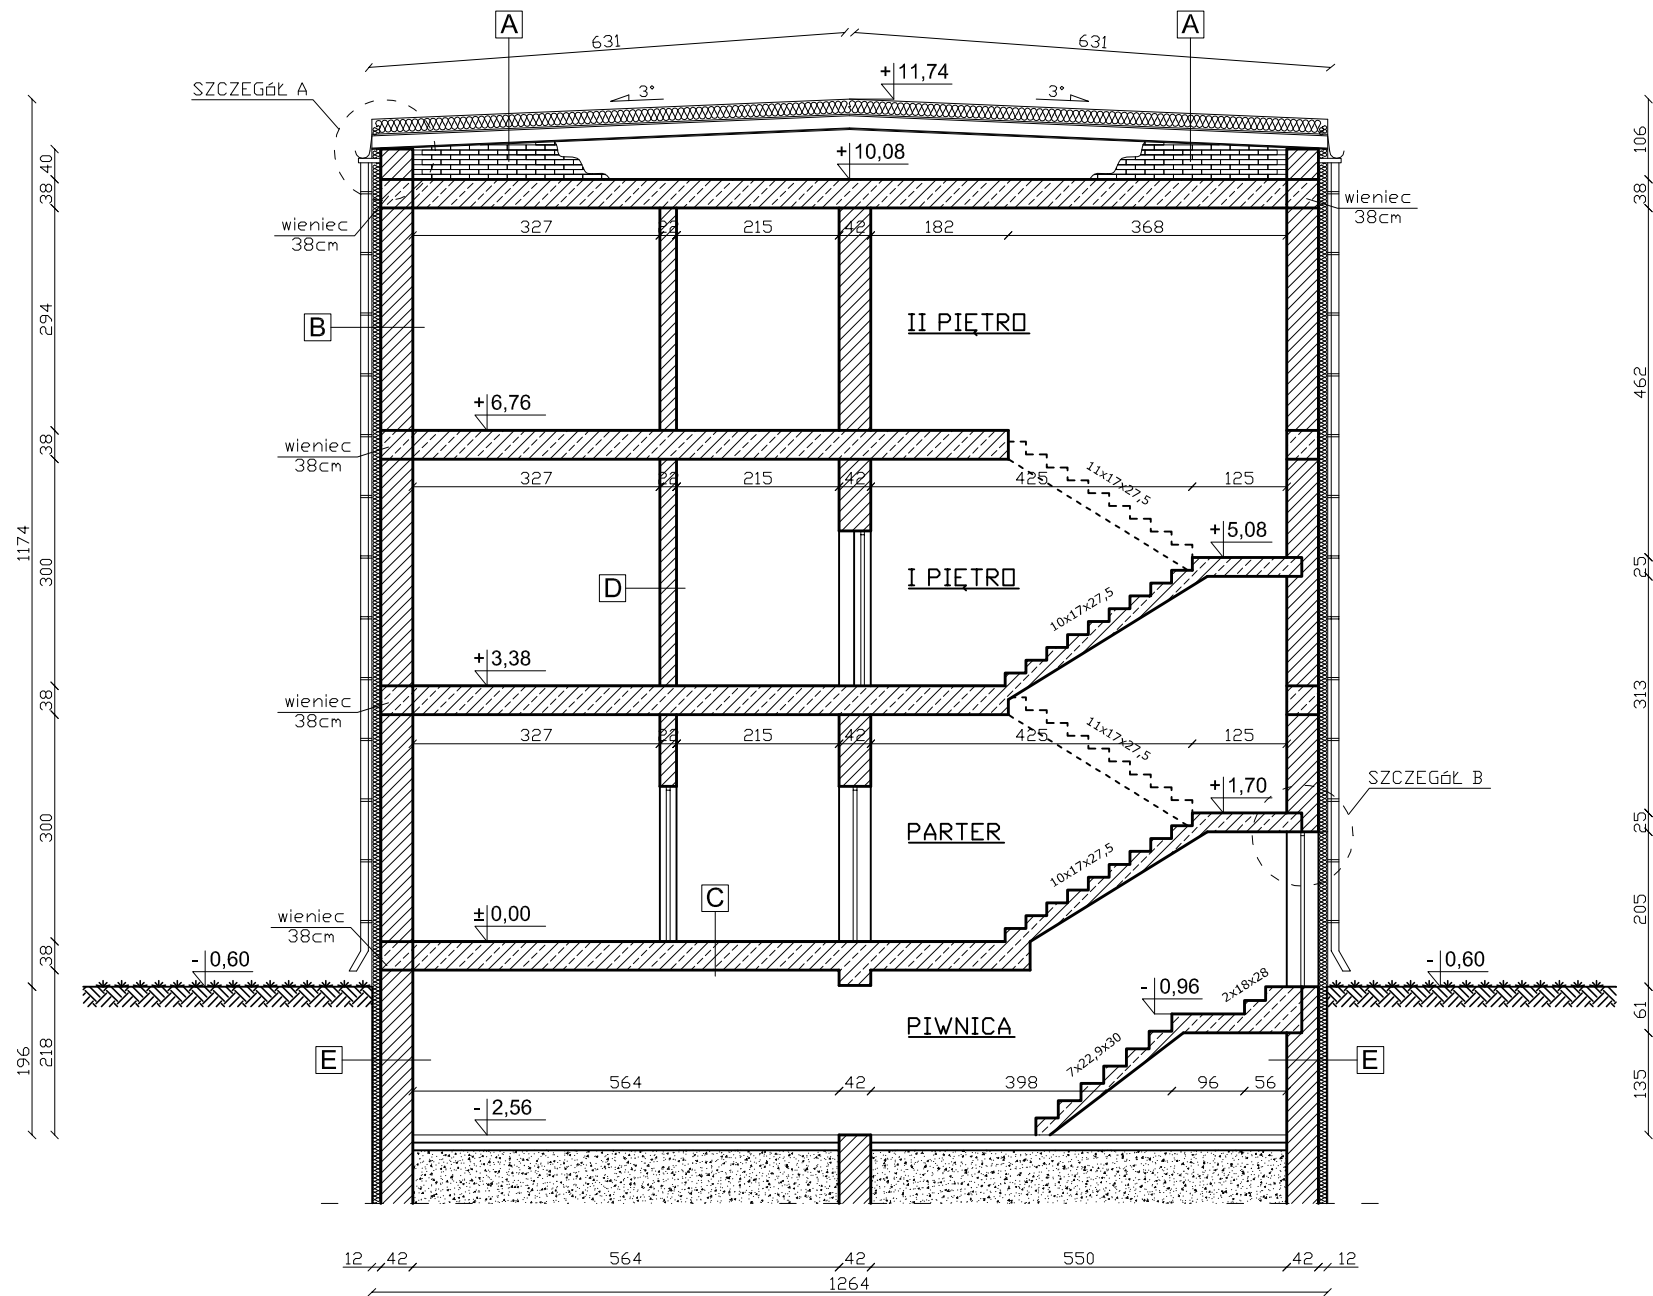 A
A
631
631
SZCZEGóŁ A
+11,74
3°
3°
40
106
+10,08
38
38
wieniec
38cm
wieniec
38cm
327
22
215
42
182
368
294
B
II PIĘTRO
462
+6,76
38
wieniec
38cm
327
22
215
42
425
125
11x17x27,5
1174
+5,08
300
D
I PIĘTRO
25
10x17x27,5
+3,38
38
wieniec
38cm
313
327
22
215
42
425
125
11x17x27,5
SZCZEGóŁ B
+1,70
300
PARTER
25
10x17x27,5
C
±0,00
wieniec
38cm
205
38
- 0,60
- 0,60
- 0,96
2x18x28
61
PIWNICA
196
218
E
7x22,9x30
E
564
42
398
96
56
135
- 2,56
12
42
564
42
550
42
12
1264